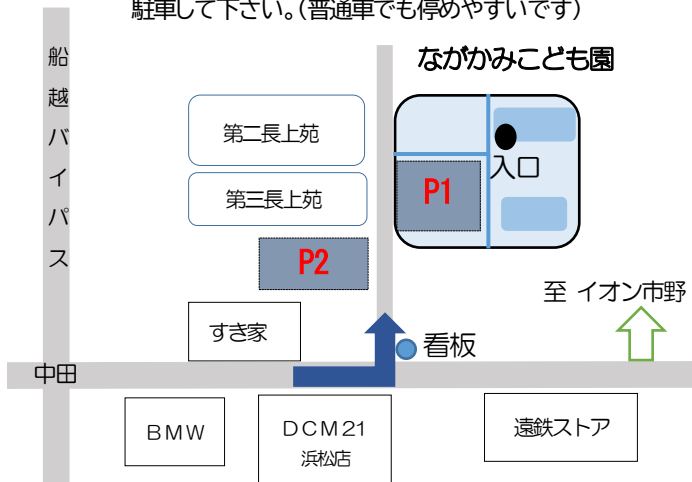 駐車して下さい。(普通車でも停めやすいです)
船越バイパス
ながかみこども園
第二長上苑
入口
P1
第三長上苑
P2
至 イオン市野
すき家
看板
中田
BMW
DCM21
浜松店
遠鉄ストア